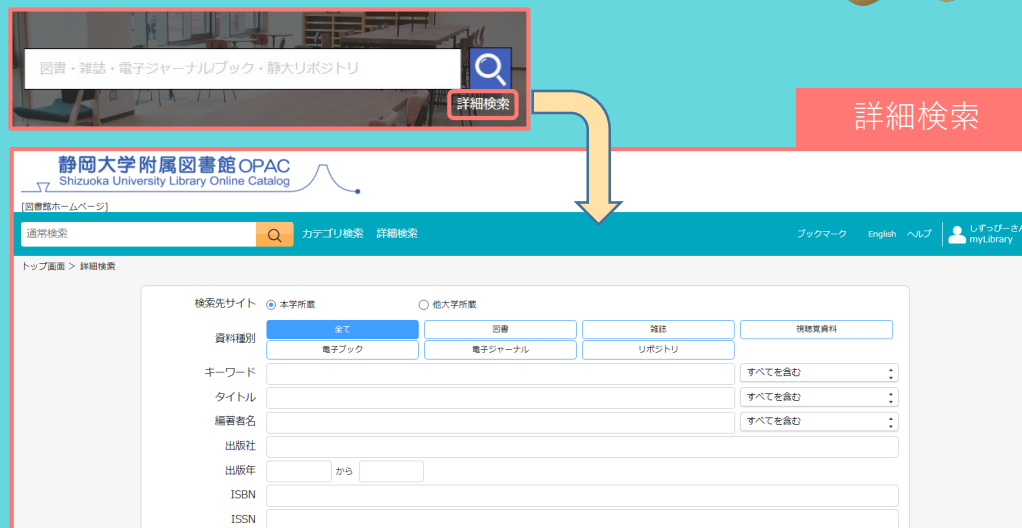 図書・雑誌・電子ジャーナル/ブック・静大リポジトリ
詳細検索
詳細検索
静岡大学附属図書館OPAC
Shizuoka University Library Online Catalog
[図書館ホームページ]
通常検索 カテゴリ検索 詳細検索 ブックマーク English ヘルプ しずっぴーさん
myLibrary
トップ画面 > 詳細検索
検索先サイト 本学所蔵 他大学所蔵
資料種別 全て 図書 雑誌 視聴覚資料
電子ブック 電子ジャーナル リポジトリ
キーワード すべてを含む
タイトル すべてを含む
編著者名 すべてを含む
出版社
出版年 から
ISBN
ISSN